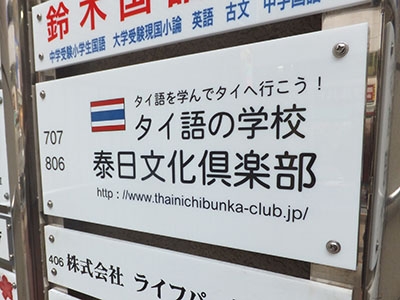 鈴木国語
中学受験小学生国語 大学受験現国小論 英語 古文 中学国語
タイ語を学んでタイへ行こう!
707 タイ語の学校
806 泰日文化倶楽部
http://www.thainichibunka-club.jp/
406 株式会社 ライフ